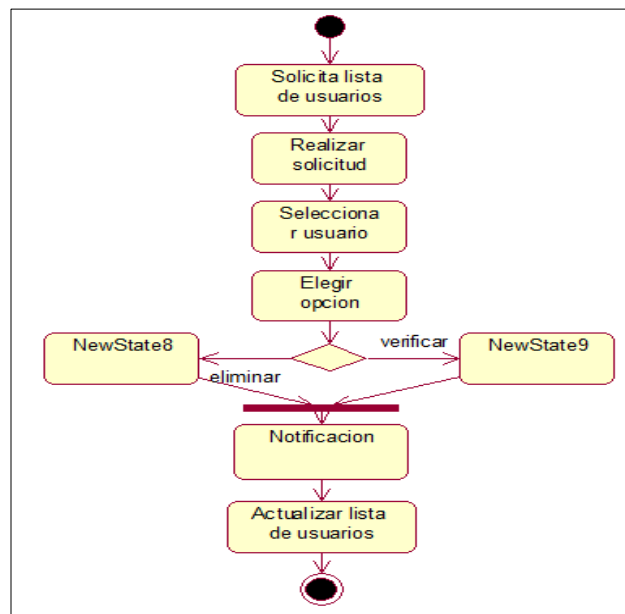 Solicita lista
de usuarios
Realizar
solicitud
Selecciona
r usuario
Elegir
opcion
NewState8
verificar
NewState9
eliminar
Notificacion
Actualizar lista
de usuarios